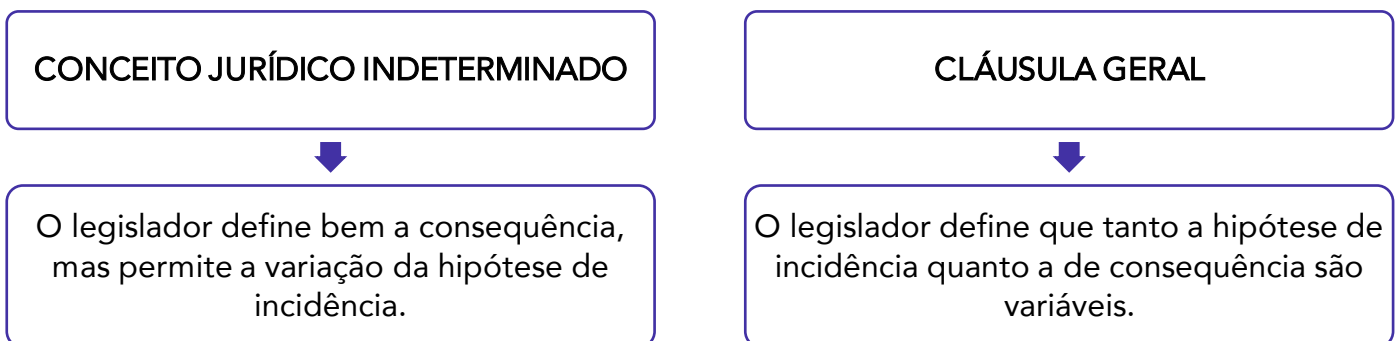 CONCEITO JURÍDICO INDETERMINADO
O legislador define bem a consequência,
mas permite a variação da hipótese de
incidência.
CLÁUSULA GERAL
O legislador define que tanto a hipótese de
incidência quanto a de consequência são
variáveis.